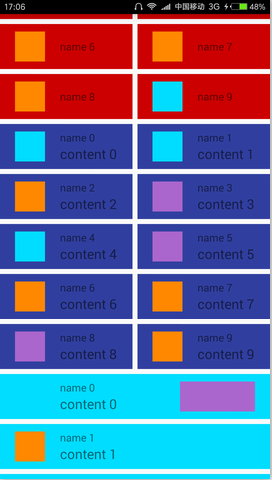 17:06 中国移动 3G 48%
name 6 name 7
name 8 name 9
name 0 name 1
content 0 content 1
name 2 name 3
content 2 content 3
name 4 name 5
content 4 content 5
name 6 name 7
content 6 content 7
name 8 name 9
content 8 content 9
name 0
content 0
name 1
content 1